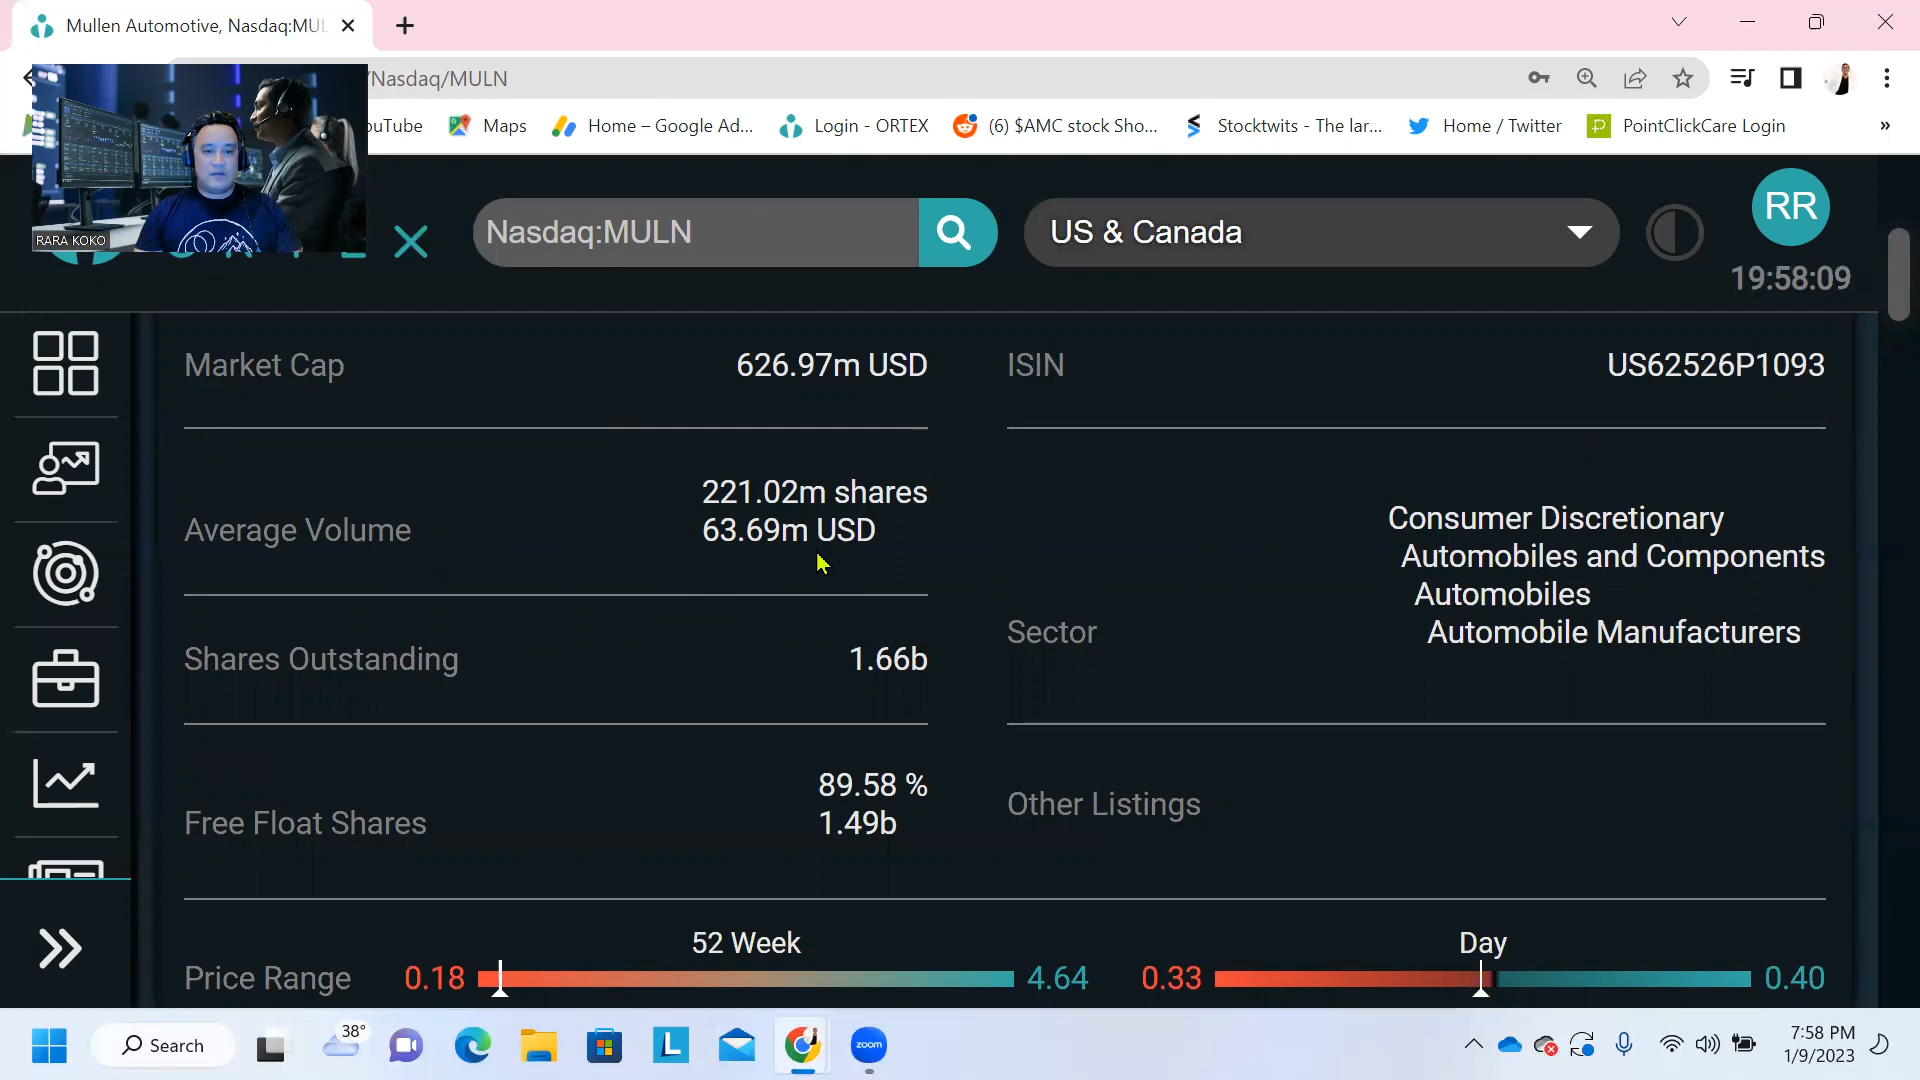 Mullen Automotive, Nasdaq:MUL
/Nasdaq/MULN
ouTube
Maps
Home – Google Ad...
Login - ORTEX
(6) $AMC stock Sho...
Stocktwits - The lar...
Home / Twitter
PointClickCare Login
»
RARA KOKO
Nasdaq:MULN
US & Canada
RR
19:58:09
Market Cap
626.97m USD
ISIN
US62526P1093
Average Volume
221.02m shares
63.69m USD
Sector
Consumer Discretionary
Automobiles and Components
Automobiles
Automobile Manufacturers
Shares Outstanding
1.66b
Free Float Shares
89.58 %
1.49b
Other Listings
52 Week
Day
Price Range
0.18
4.64
0.33
0.40
Search
38°
L
zoom
7:58 PM
1/9/2023